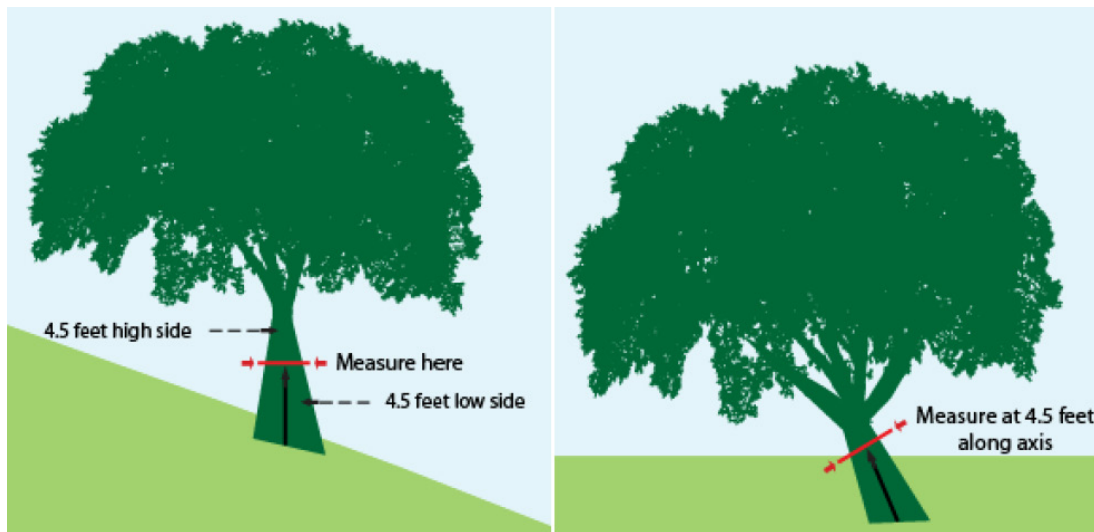 4.5 feet high side
Measure here
4.5 feet low side
Measure at 4.5 feet
along axis